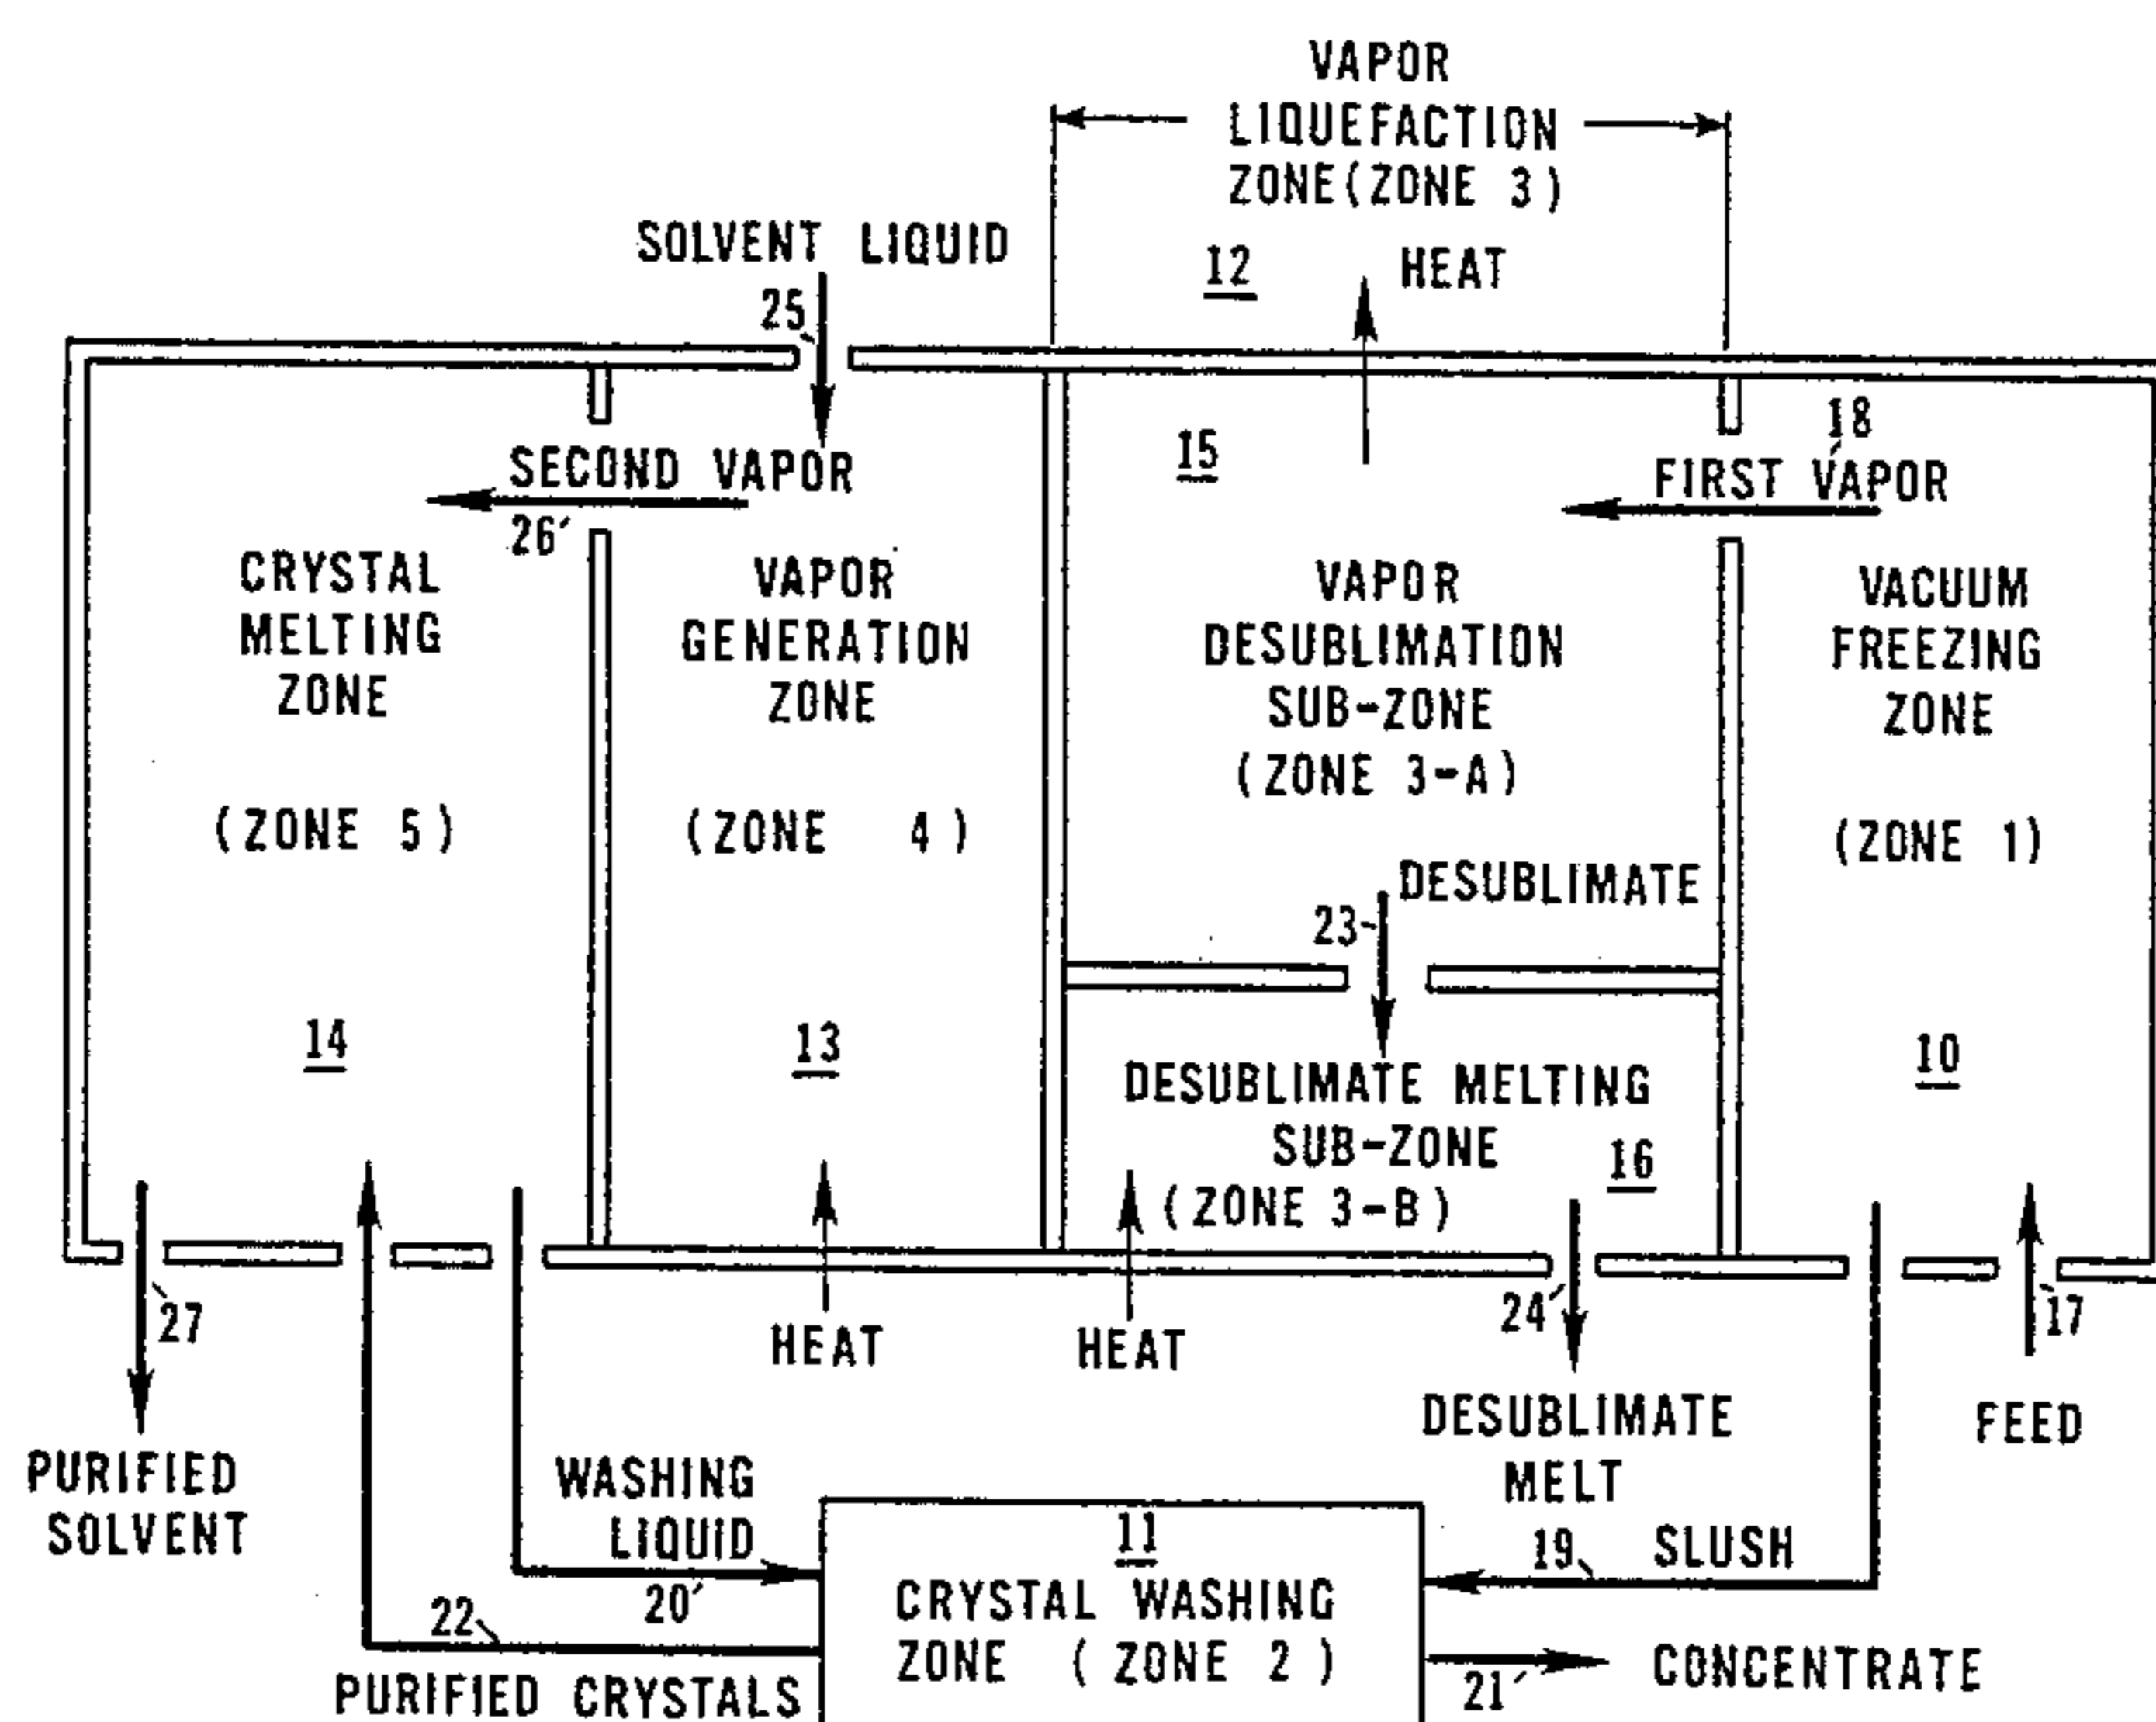 VAPOR
LIQUEFACTION
ZONE(ZONE 3)
SOLVENT LIQUID
12
HEAT
25
15
18
SECOND VAPOR
FIRST VAPOR
26
CRYSTAL
MELTING
ZONE
(ZONE 5)
VAPOR
GENERATION
ZONE
(ZONE 4)
VAPOR
DESUBLIMATION
SUB-ZONE
(ZONE 3-A)
VACUUM
FREEZING
ZONE
(ZONE 1)
DESUBLIMATE
23
14
13
10
DESUBLIMATE MELTING
SUB-ZONE
16
(ZONE 3-B)
27
HEAT
HEAT
24
17
DESUBLIMATE
MELT
FEED
PURIFIED
SOLVENT
WASHING
LIQUID
20
11
CRYSTAL WASHING
ZONE (ZONE 2)
19
SLUSH
22
PURIFIED CRYSTALS
21
CONCENTRATE